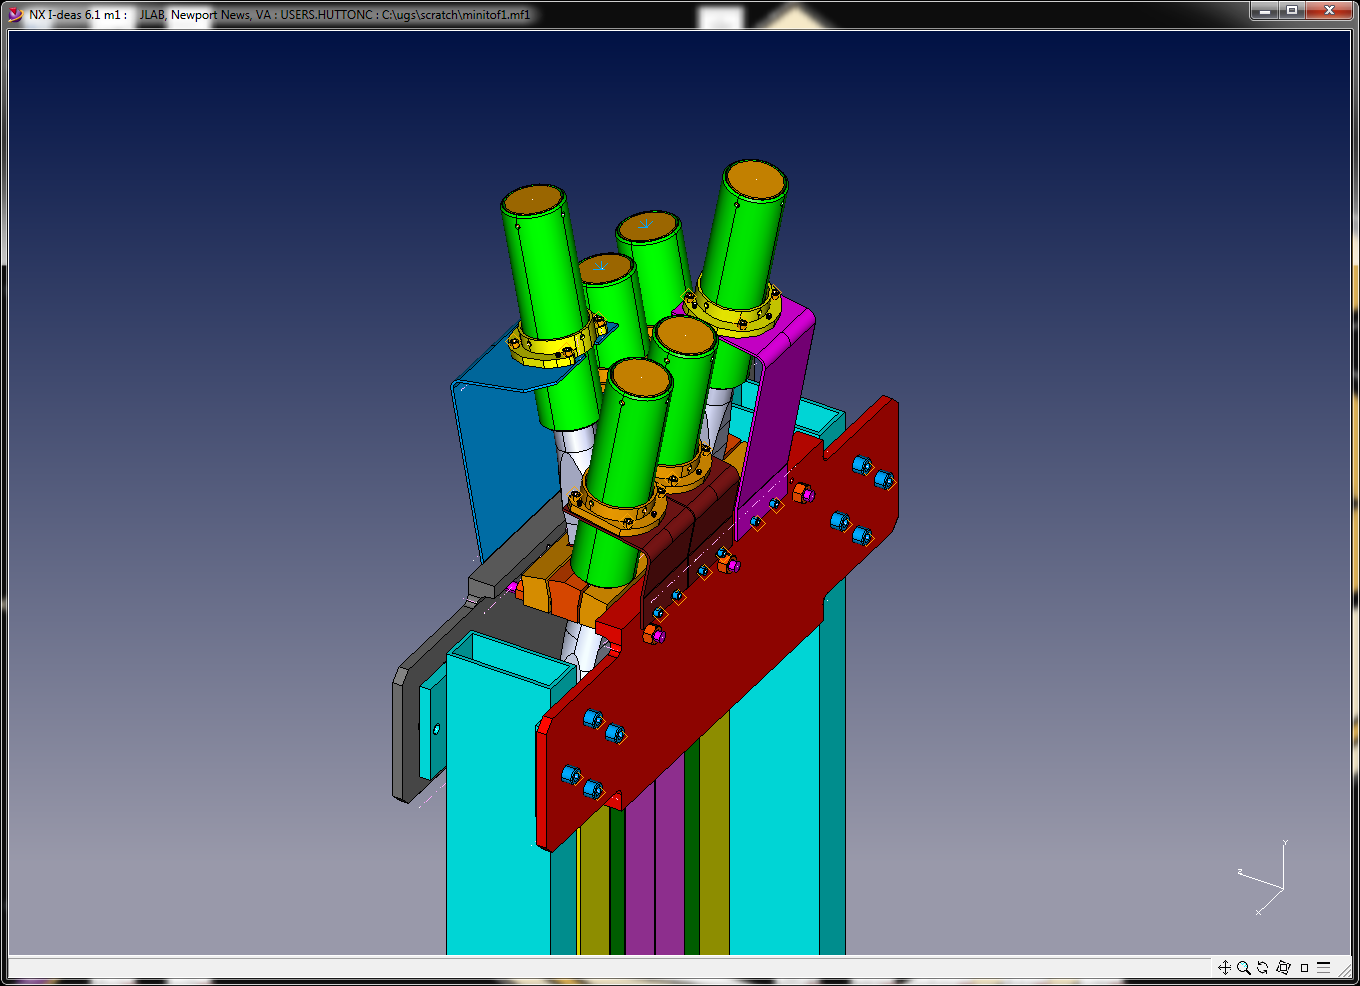 NX I-deas 6.1 m1 :    JLAB, Newport News, VA : USERS.HUTTONC : C:\ugs\scratch\minitof1.mf1
Y
Z
X